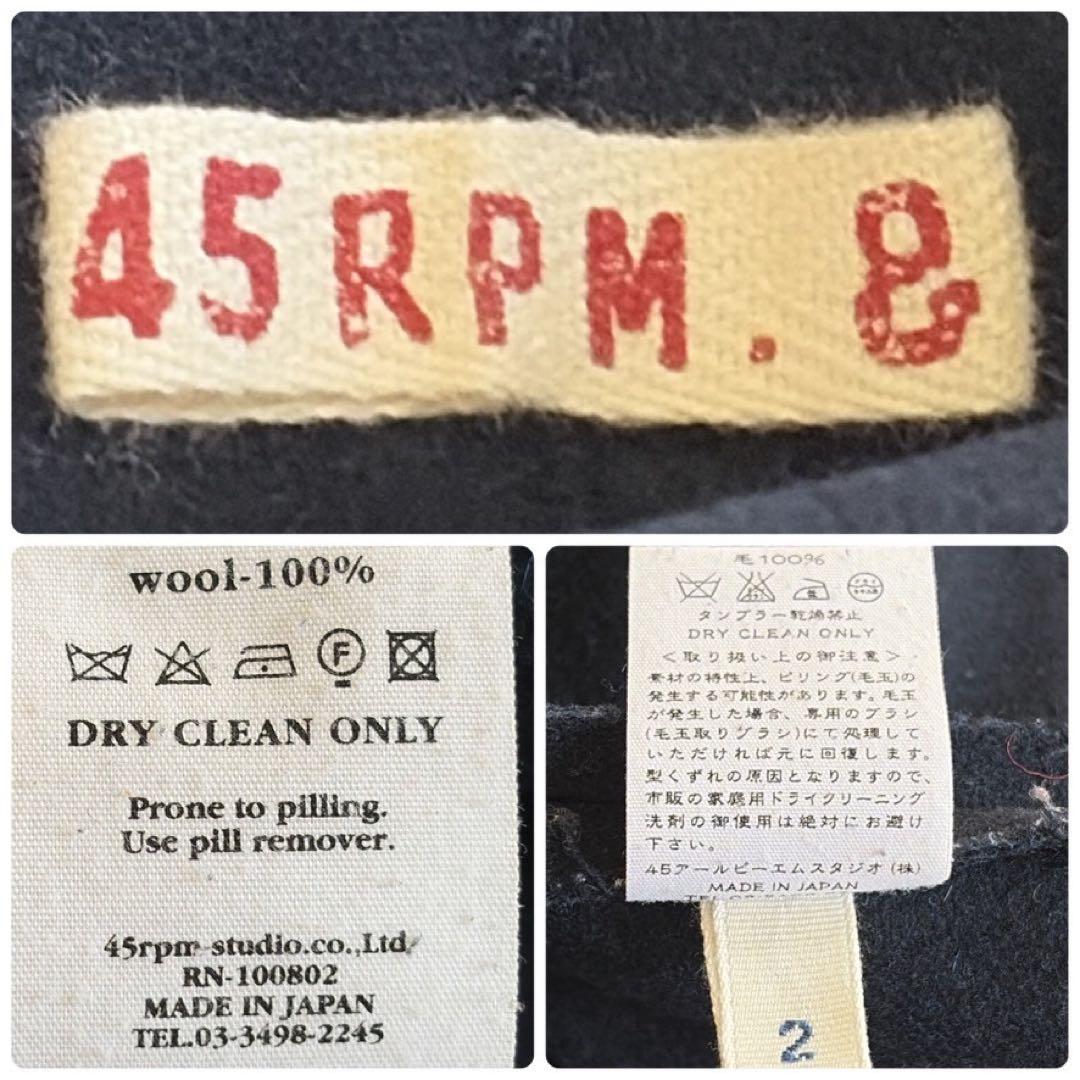 45RPM.&
wool-100%
F
DRY CLEAN ONLY
Prone to pilling.
Use pill remover.
45rpm studio.co.,Ltd
RN-100802
MADE IN JAPAN
TEL.03-3498-2245
毛100%
タンブラー乾燥禁止
DRY CLEAN ONLY
<取り扱い上の御注意>
素材の特性上、ピリング(毛玉)の
発生する可能性があります。毛玉
が発生した場合、専用のブラシ
(毛玉取りブラシ)にて処理して
いただければ元に回復します。
型くずれの原因となりますので、
市販の家庭用ドライクリーニング
洗剤の御使用は絶対にお避け
下さい。
45アールピーエムスタジオ(株)
MADE IN JAPAN
2